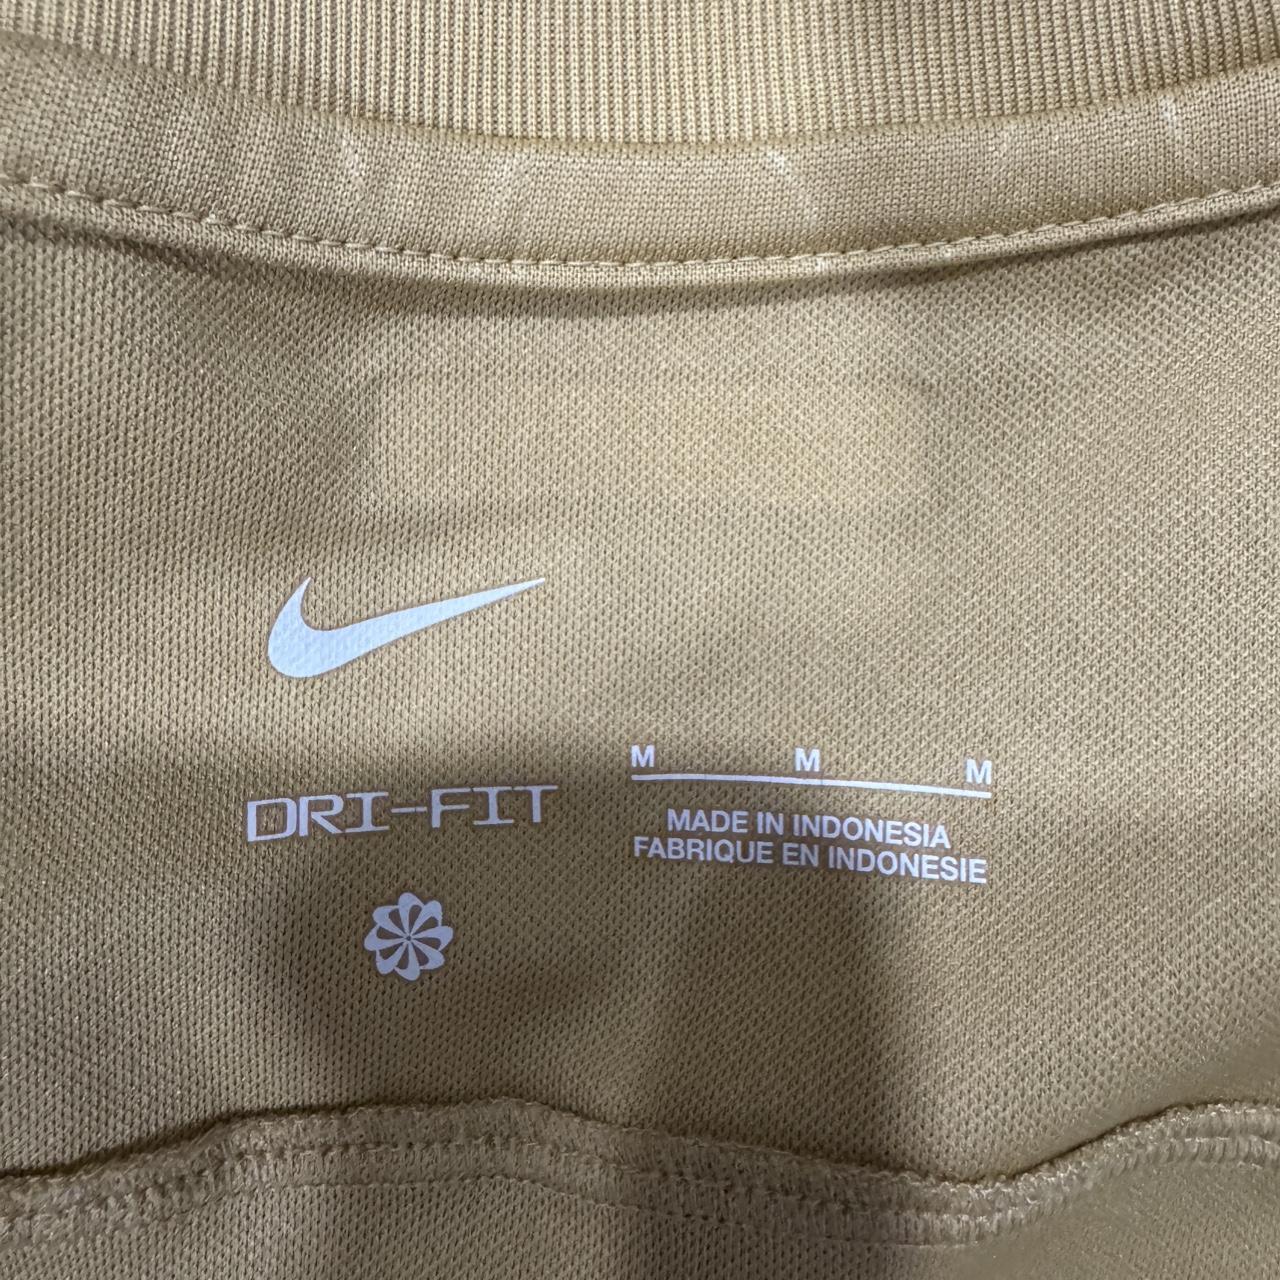 DRI-FIT
M M M
MADE IN INDONESIA
FABRIQUE EN INDONESIE